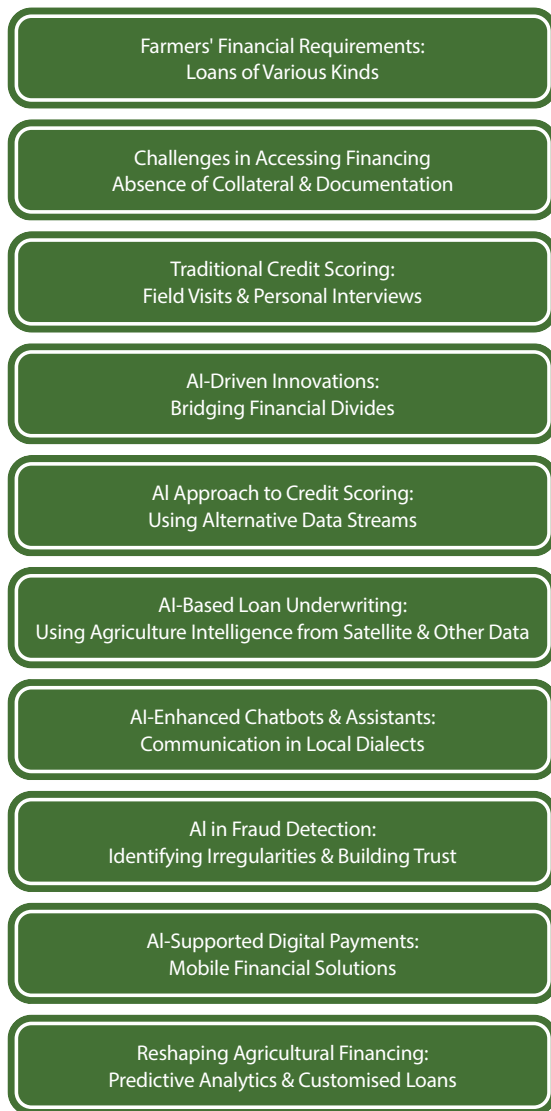 Farmers' Financial Requirements:
Loans of Various Kinds
Challenges in Accessing Financing
Absence of Collateral & Documentation
Traditional Credit Scoring:
Field Visits & Personal Interviews
AI-Driven Innovations:
Bridging Financial Divides
Al Approach to Credit Scoring:
Using Alternative Data Streams
AI-Based Loan Underwriting:
Using Agriculture Intelligence from Satellite & Other Data
AI-Enhanced Chatbots & Assistants:
Communication in Local Dialects
Al in Fraud Detection:
Identifying Irregularities & Building Trust
Al-Supported Digital Payments:
Mobile Financial Solutions
Reshaping Agricultural Financing:
Predictive Analytics & Customised Loans